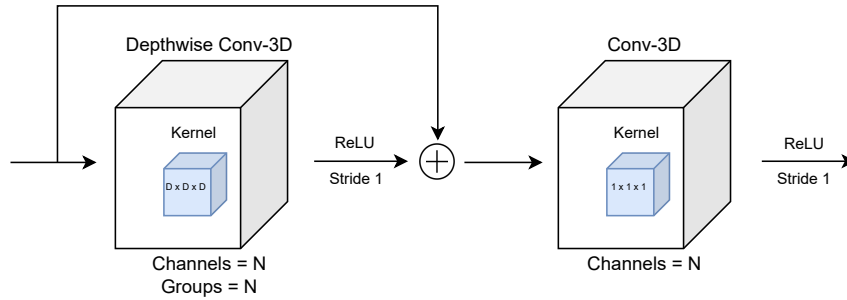 Depthwise Conv-3D
Kernel
D x D x D
Channels = N
Groups = N
ReLU
Stride 1
Conv-3D
Kernel
1 x 1 x 1
Channels = N
ReLU
Stride 1